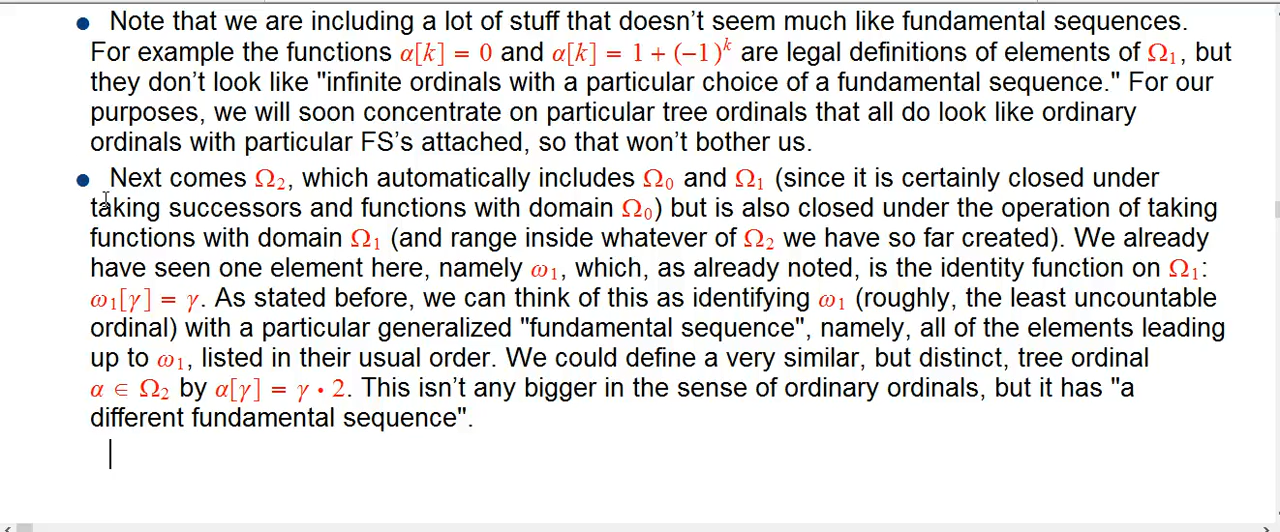 • Note that we are including a lot of stuff that doesn't seem much like fundamental sequences.
For example the functions α[k] = 0 and α[k] = 1 + (−1)^k are legal definitions of elements of Ω₁, but
they don't look like "infinite ordinals with a particular choice of a fundamental sequence." For our
purposes, we will soon concentrate on particular tree ordinals that all do look like ordinary
ordinals with particular FS's attached, so that won't bother us.
• Next comes Ω₂, which automatically includes Ω₀ and Ω₁ (since it is certainly closed under
taking successors and functions with domain Ω₀) but is also closed under the operation of taking
functions with domain Ω₁ (and range inside whatever of Ω₂ we have so far created). We already
have seen one element here, namely ω₁, which, as already noted, is the identity function on Ω₁:
ω₁[γ] = γ. As stated before, we can think of this as identifying ω₁ (roughly, the least uncountable
ordinal) with a particular generalized "fundamental sequence", namely, all of the elements leading
up to ω₁, listed in their usual order. We could define a very similar, but distinct, tree ordinal
α ∈ Ω₂ by α[γ] = γ • 2. This isn't any bigger in the sense of ordinary ordinals, but it has "a
different fundamental sequence".